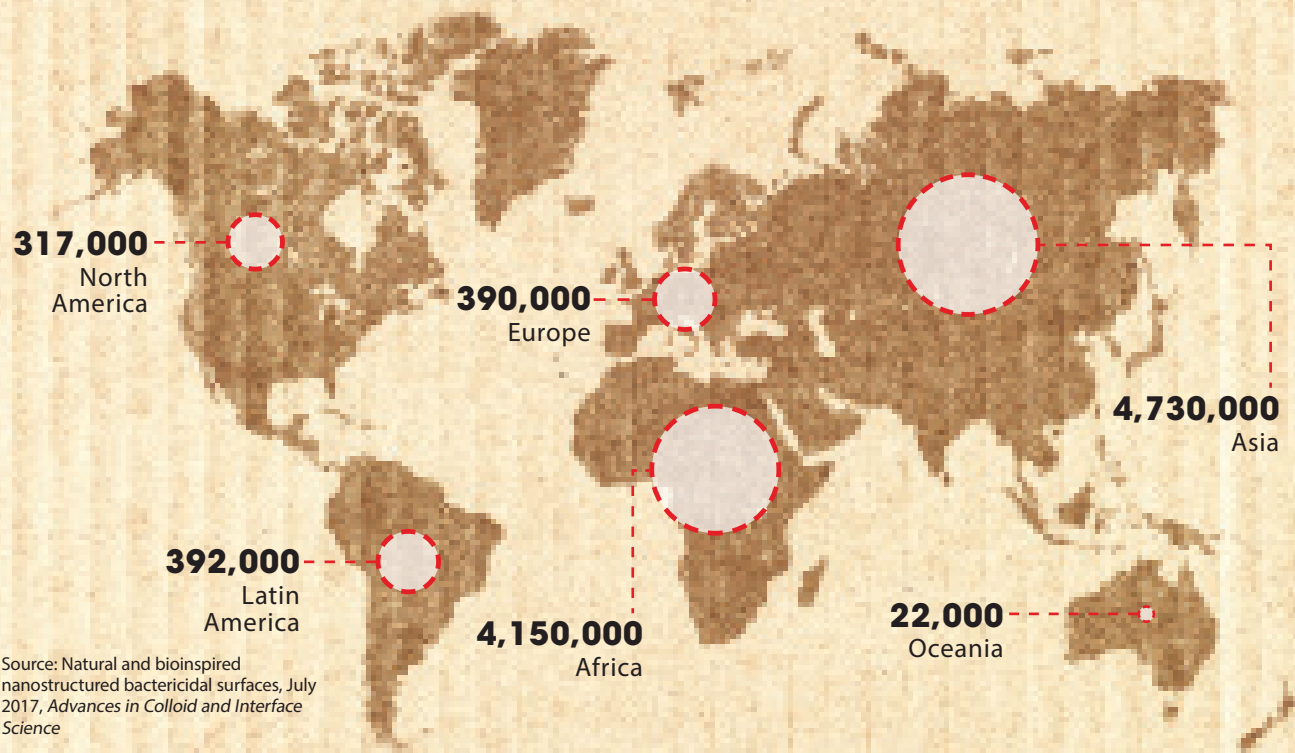 317,000
North
America
390,000
Europe
4,730,000
Asia
392,000
Latin
America
4,150,000
Africa
22,000
Oceania
Source: Natural and bioinspired
nanostructured bactericidal surfaces, July
2017, Advances in Colloid and Interface
Science